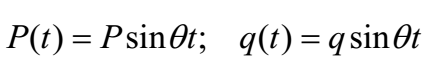 P(t) = P sin θt;  q(t) = q sin θt